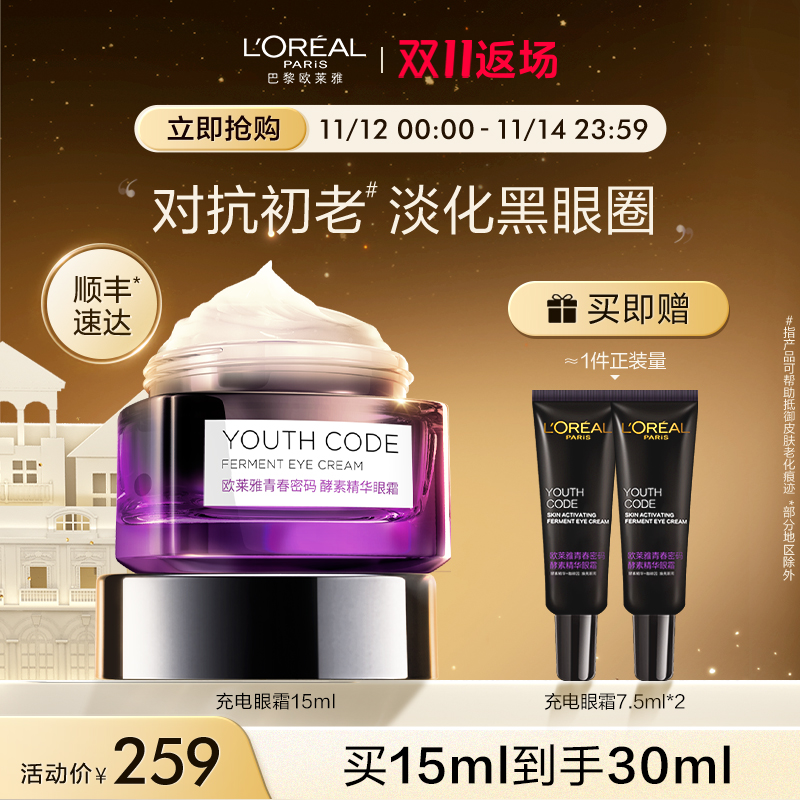 L'ORÉAL
PARIS
巴黎欧莱雅
双11返场
立即抢购
11/12 00:00 - 11/14 23:59
“对抗初老# 淡化黑眼圈”
顺丰*
速达
买即赠
≈1件正装量
YOUTH CODE
FERMENT EYE CREAM
欧莱雅青春密码 酵素精华眼霜
L'ORÉAL
PARIS
YOUTH
CODE
SKIN ACTIVATING
FERMENT EYE CREAM
欧莱雅青春密码
酵素精华眼霜
L'ORÉAL
PARIS
YOUTH
CODE
SKIN ACTIVATING
FERMENT EYE CREAM
欧莱雅青春密码
酵素精华眼霜
#指产品可帮助抵御皮肤老化痕迹 *部分地区除外
充电眼霜15ml
充电眼霜7.5ml*2
活动价¥259
买15ml到手30ml